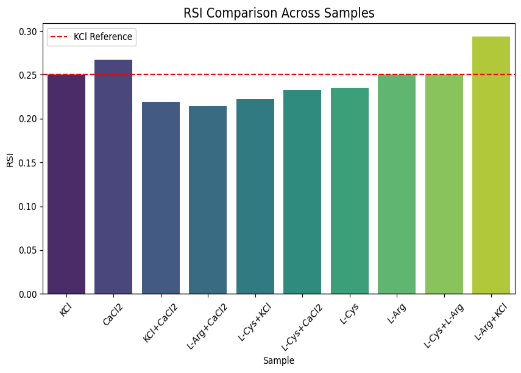 RSI Comparison Across Samples
KCl Reference
0.30
0.25
0.20
0.15
0.10
0.05
0.00
RSI
KCl
CaCl2
KCl+CaCl2
L-Arg+CaCl2
L-Cys+KCl
L-Cys+CaCl2
L-Cys
L-Arg
L-Cys+L-Arg
L-Arg+KCl
Sample